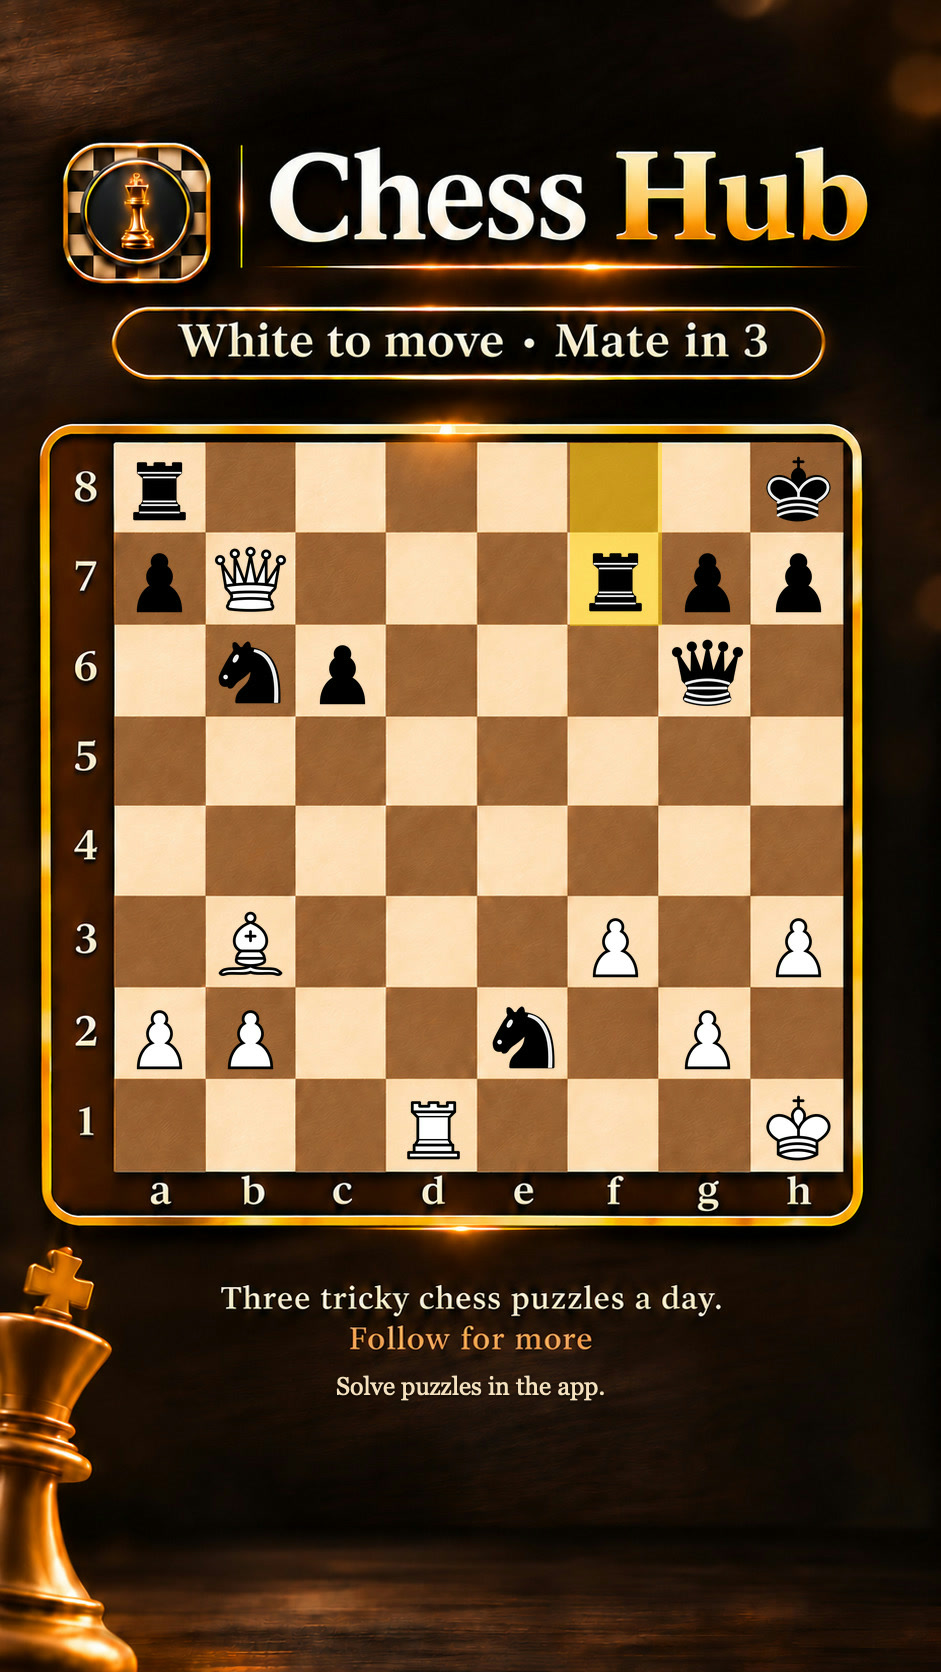 Chess Hub
White to move • Mate in 3
8
7
6
5
4
3
2
1
a b c d e f g h
Three tricky chess puzzles a day.
Follow for more
Solve puzzles in the app.